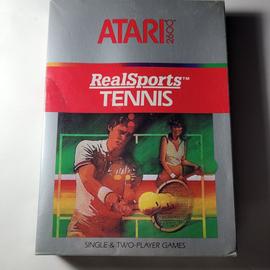 ATARI 2600
RealSports™
TENNIS
SINGLE & TWO-PLAYER GAMES